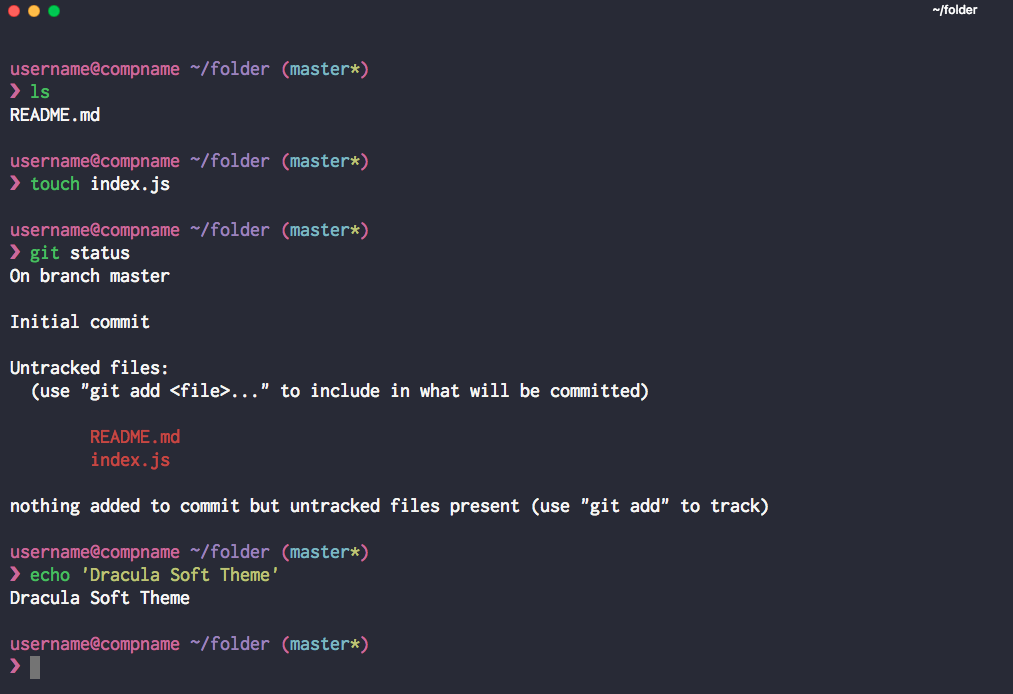 ~/folder
username@compname ~/folder (master*)
❯ ls
README.md
username@compname ~/folder (master*)
❯ touch index.js
username@compname ~/folder (master*)
❯ git status
On branch master
Initial commit
Untracked files:
(use "git add <file>..." to include in what will be committed)
README.md
index.js
nothing added to commit but untracked files present (use "git add" to track)
username@compname ~/folder (master*)
❯ echo 'Dracula Soft Theme'
Dracula Soft Theme
username@compname ~/folder (master*)
❯